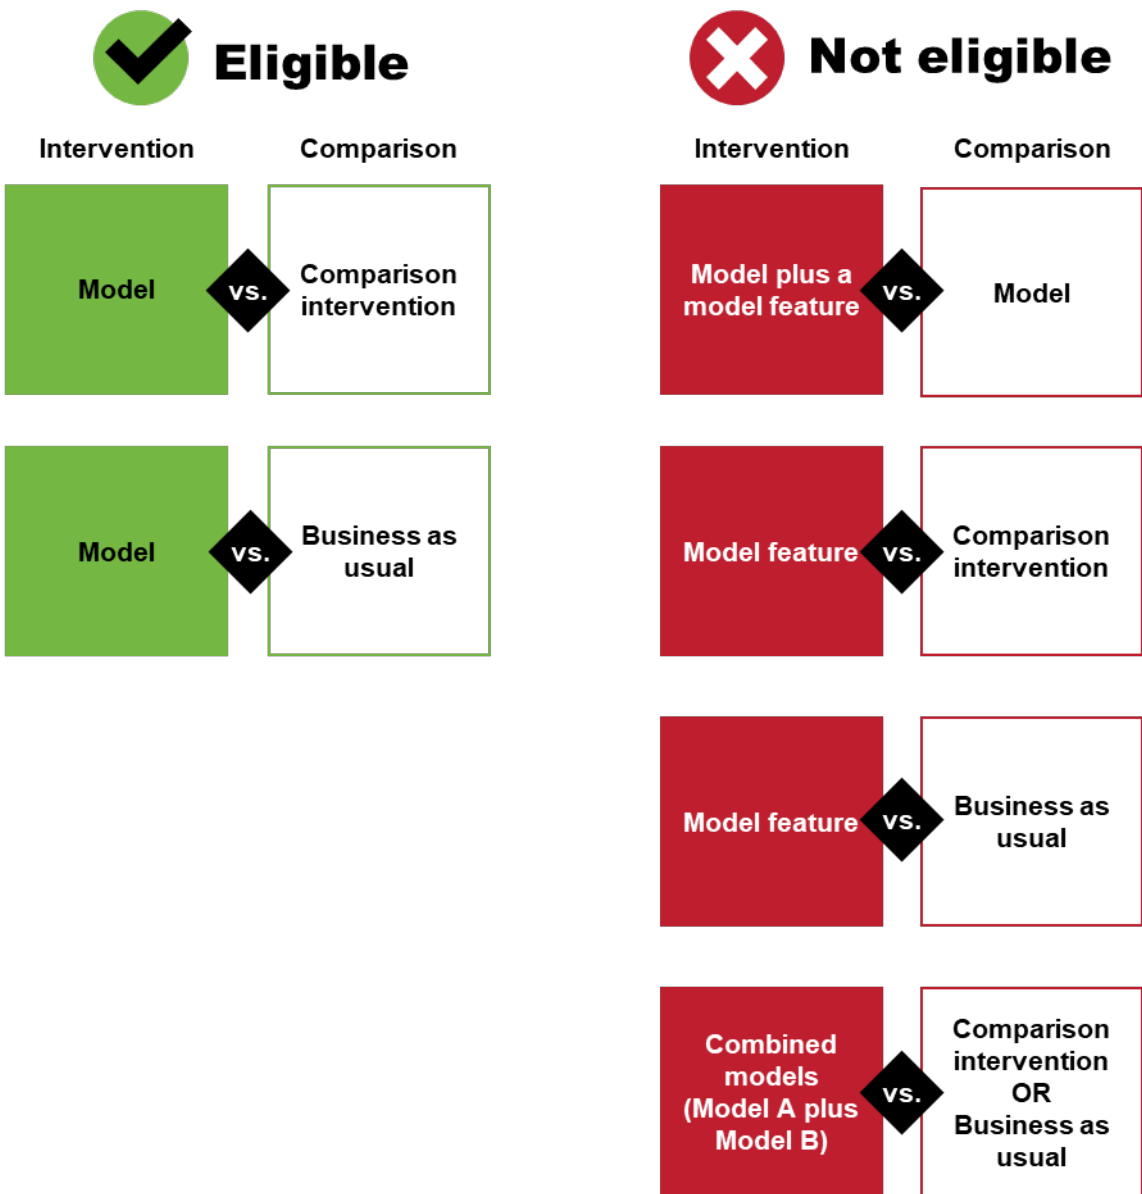 Eligible
Intervention
Comparison
Model
vs.
Comparison
intervention
Model
vs.
Business as
usual
Not eligible
Intervention
Comparison
Model plus a
model feature
vs.
Model
Model feature
vs.
Comparison
intervention
Model feature
vs.
Business as
usual
Combined
models
(Model A plus
Model B)
vs.
Comparison
intervention
OR
Business as
usual